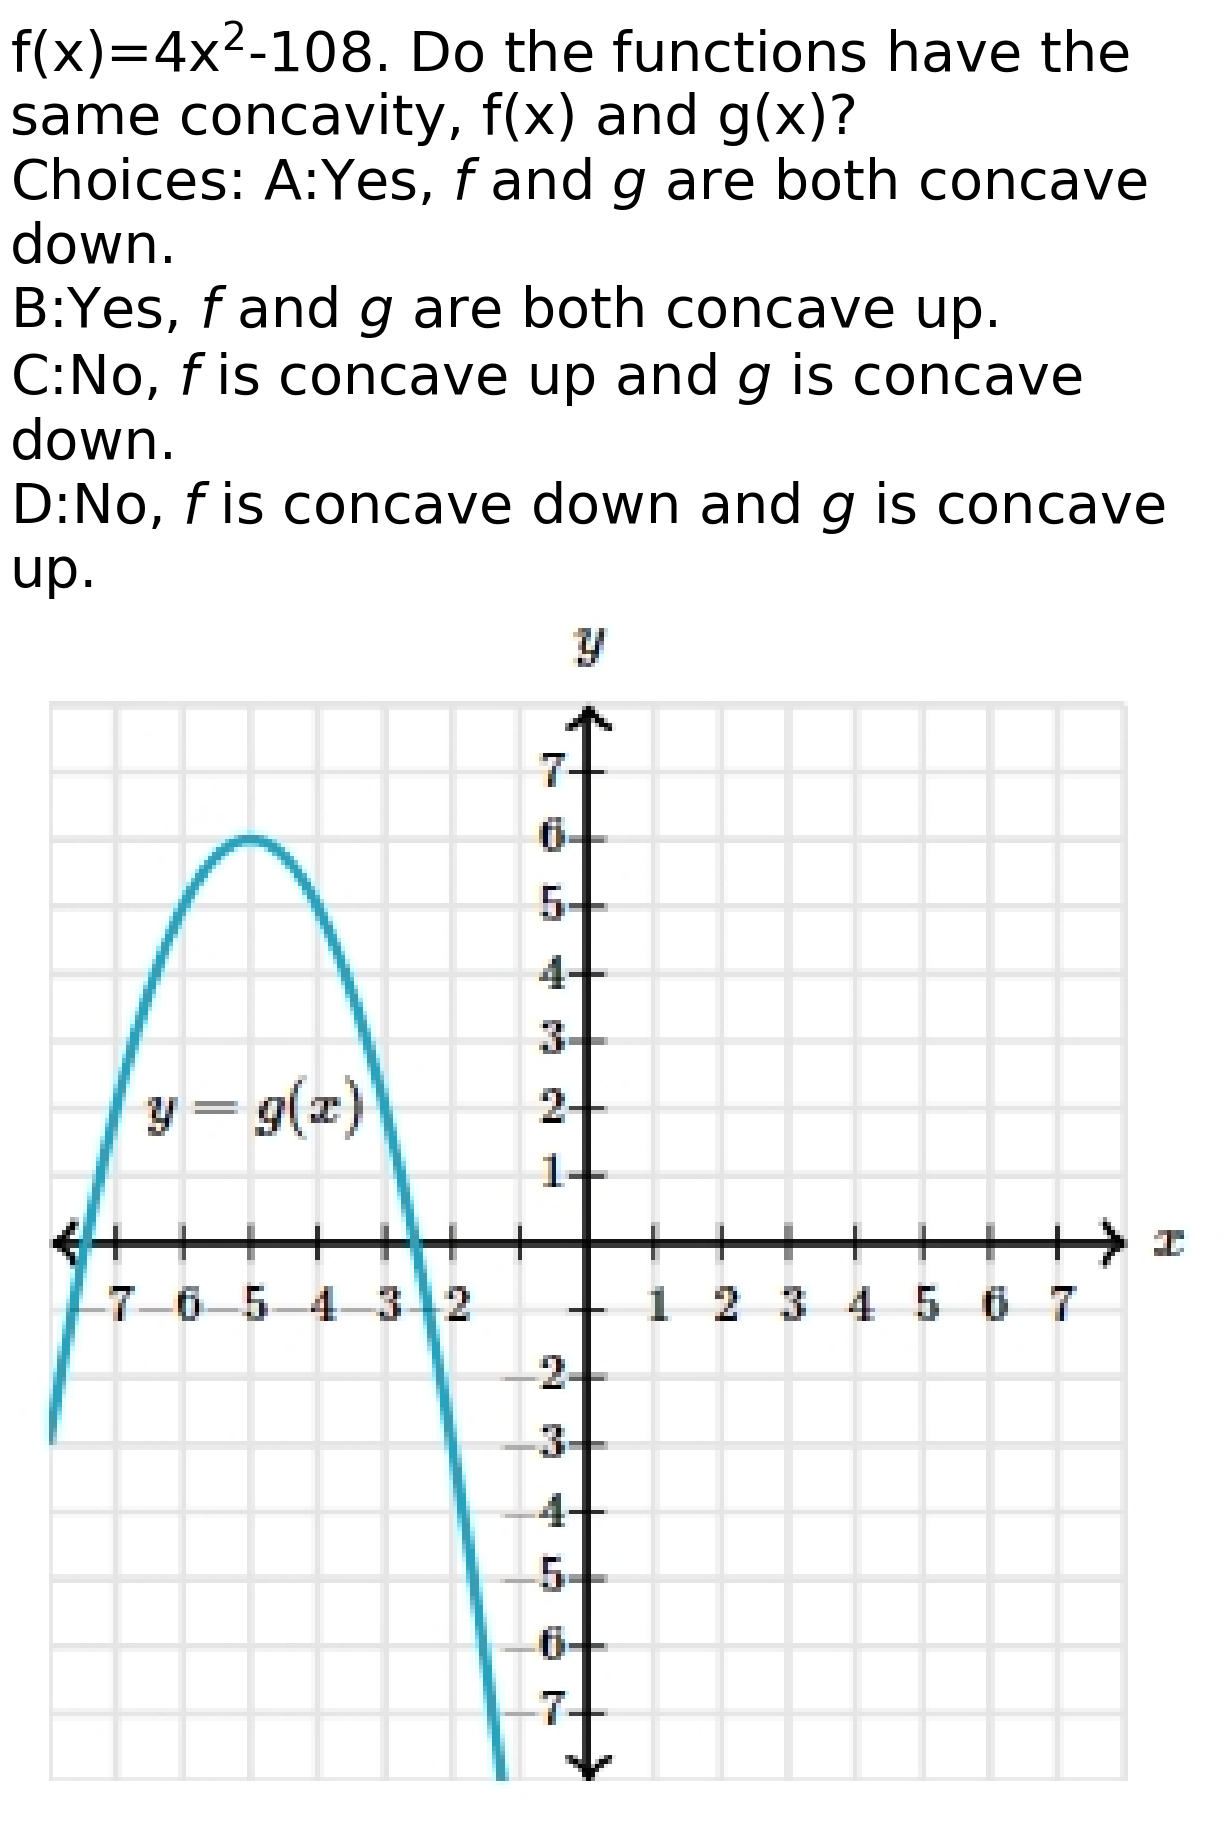 f(x)=4x²-108. Do the functions have the
same concavity, f(x) and g(x)?
Choices: A:Yes, f and g are both concave
down.
B:Yes, f and g are both concave up.
C:No, f is concave up and g is concave
down.
D:No, f is concave down and g is concave
up.
y
7
6
5
4
3
y = g(x) 2
1
x
-7 -6 -5 -4 -3 -2 1 2 3 4 5 6 7
-2
-3
-4
-5
-6
-7